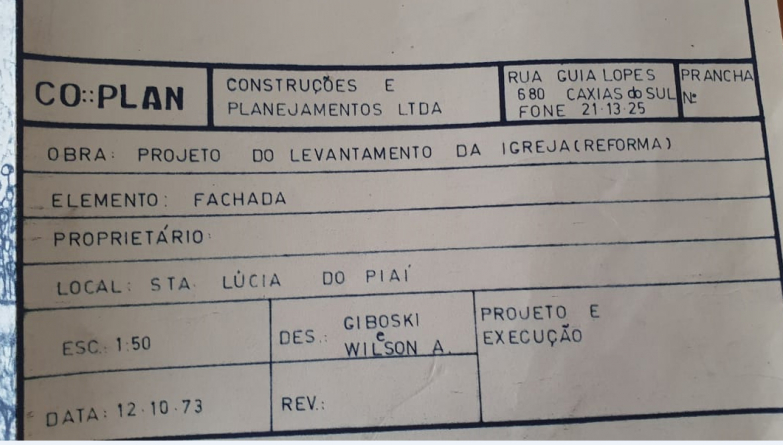 CO::PLAN
CONSTRUÇÕES E
PLANEJAMENTOS LTDA
RUA GUIA LOPES
680 CAXIAS do SUL
FONE 21·13·25
PRANCHA
Nº
OBRA: PROJETO DO LEVANTAMENTO DA IGREJA(REFORMA)
ELEMENTO: FACHADA
PROPRIETÁRIO:
LOCAL: STA. LÚCIA DO PIAÍ
ESC.: 1:50
DES.: GIBOSKI
e
WILSON A.
PROJETO E
EXECUÇÃO
DATA: 12·10·73
REV.: